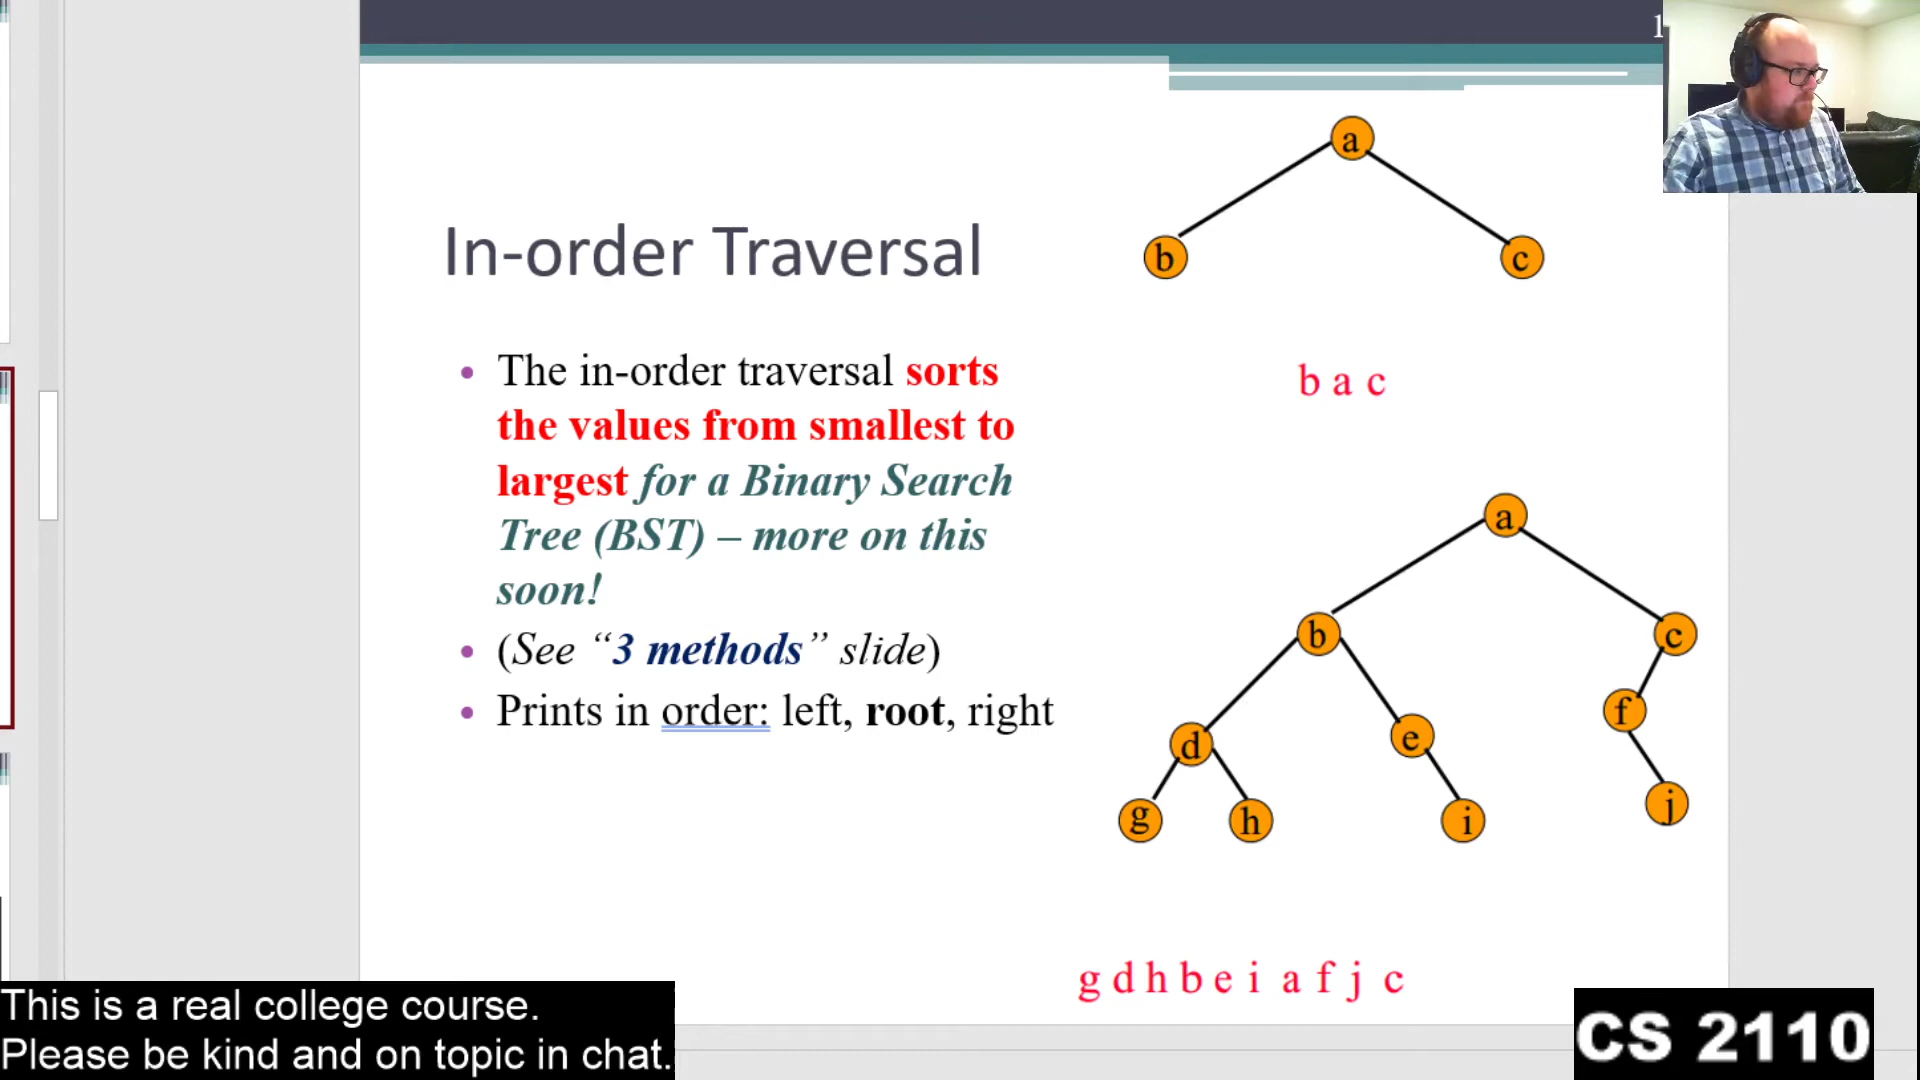 1
In-order Traversal
• The in-order traversal sorts
the values from smallest to
largest for a Binary Search
Tree (BST) – more on this
soon!
• (See “3 methods” slide)
• Prints in order: left, root, right
a
b
c
b a c
a
b
c
f
d
e
g
h
i
j
g d h b e i a f j c
This is a real college course.
Please be kind and on topic in chat.
CS 2110